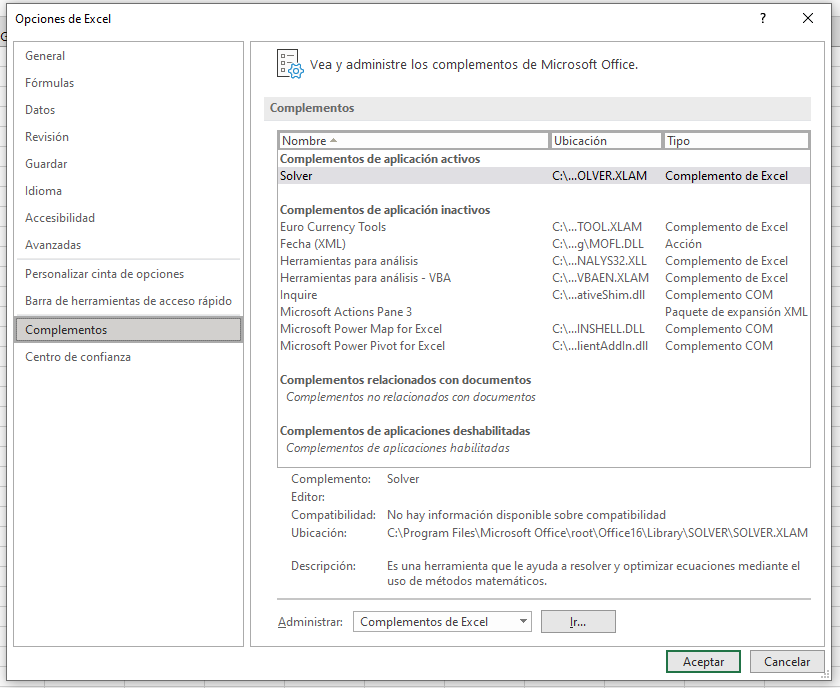 Opciones de Excel
?
General
Fórmulas
Datos
Revisión
Guardar
Idioma
Accesibilidad
Avanzadas
Personalizar cinta de opciones
Barra de herramientas de acceso rápido
Complementos
Centro de confianza
Vea y administre los complementos de Microsoft Office.
Complementos
Nombre Ubicación Tipo
Complementos de aplicación activos
Solver C:\...OLVER.XLAM Complemento de Excel
Complementos de aplicación inactivos
Euro Currency Tools C:\...TOOL.XLAM Complemento de Excel
Fecha (XML) C:\...g\MOFL.DLL Acción
Herramientas para análisis C:\...NALYS32.XLL Complemento de Excel
Herramientas para análisis - VBA C:\...VBAEN.XLAM Complemento de Excel
Inquire C:\...ativeShim.dll Complemento COM
Microsoft Actions Pane 3 Paquete de expansión XML
Microsoft Power Map for Excel C:\...INSHELL.DLL Complemento COM
Microsoft Power Pivot for Excel C:\...lientAddIn.dll Complemento COM
Complementos relacionados con documentos
Complementos no relacionados con documentos
Complementos de aplicaciones deshabilitadas
Complementos de aplicaciones habilitadas
Complemento: Solver
Editor:
Compatibilidad: No hay información disponible sobre compatibilidad
Ubicación: C:\Program Files\Microsoft Office\root\Office16\Library\SOLVER\SOLVER.XLAM
Descripción: Es una herramienta que le ayuda a resolver y optimizar ecuaciones mediante el
uso de métodos matemáticos.
Administrar: Complementos de Excel Ir...
Aceptar Cancelar